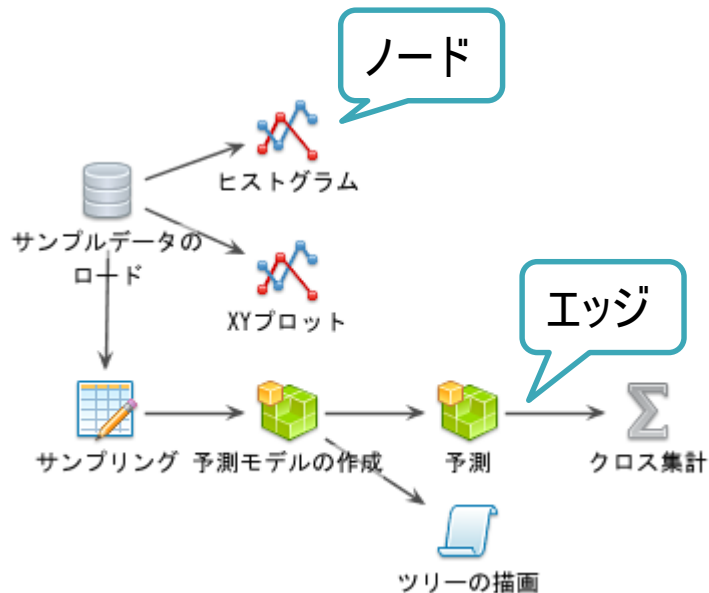 ノード
ヒストグラム
サンプルデータの
ロード
XYプロット
エッジ
サンプリング
予測モデルの作成
予測
クロス集計
ツリーの描画